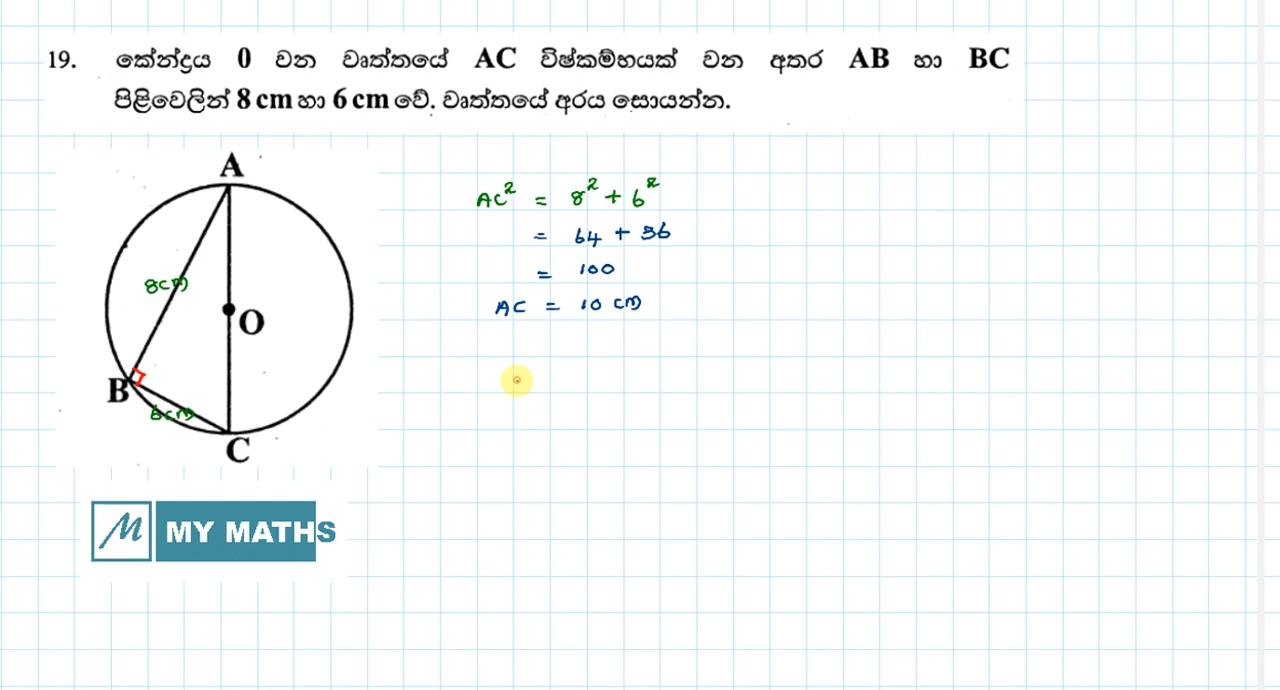 19. කේන්ද්‍රය 0 වන වෘත්තයේ AC විෂ්කම්භයක් වන අතර AB හා BC
පිළිවෙලින් 8 cm හා 6 cm වේ. වෘත්තයේ අරය සොයන්න.
A
8cm
O
B
6cm
C
AC² = 8² + 6²
= 64 + 36
= 100
AC = 10 cm
M MY MATHS